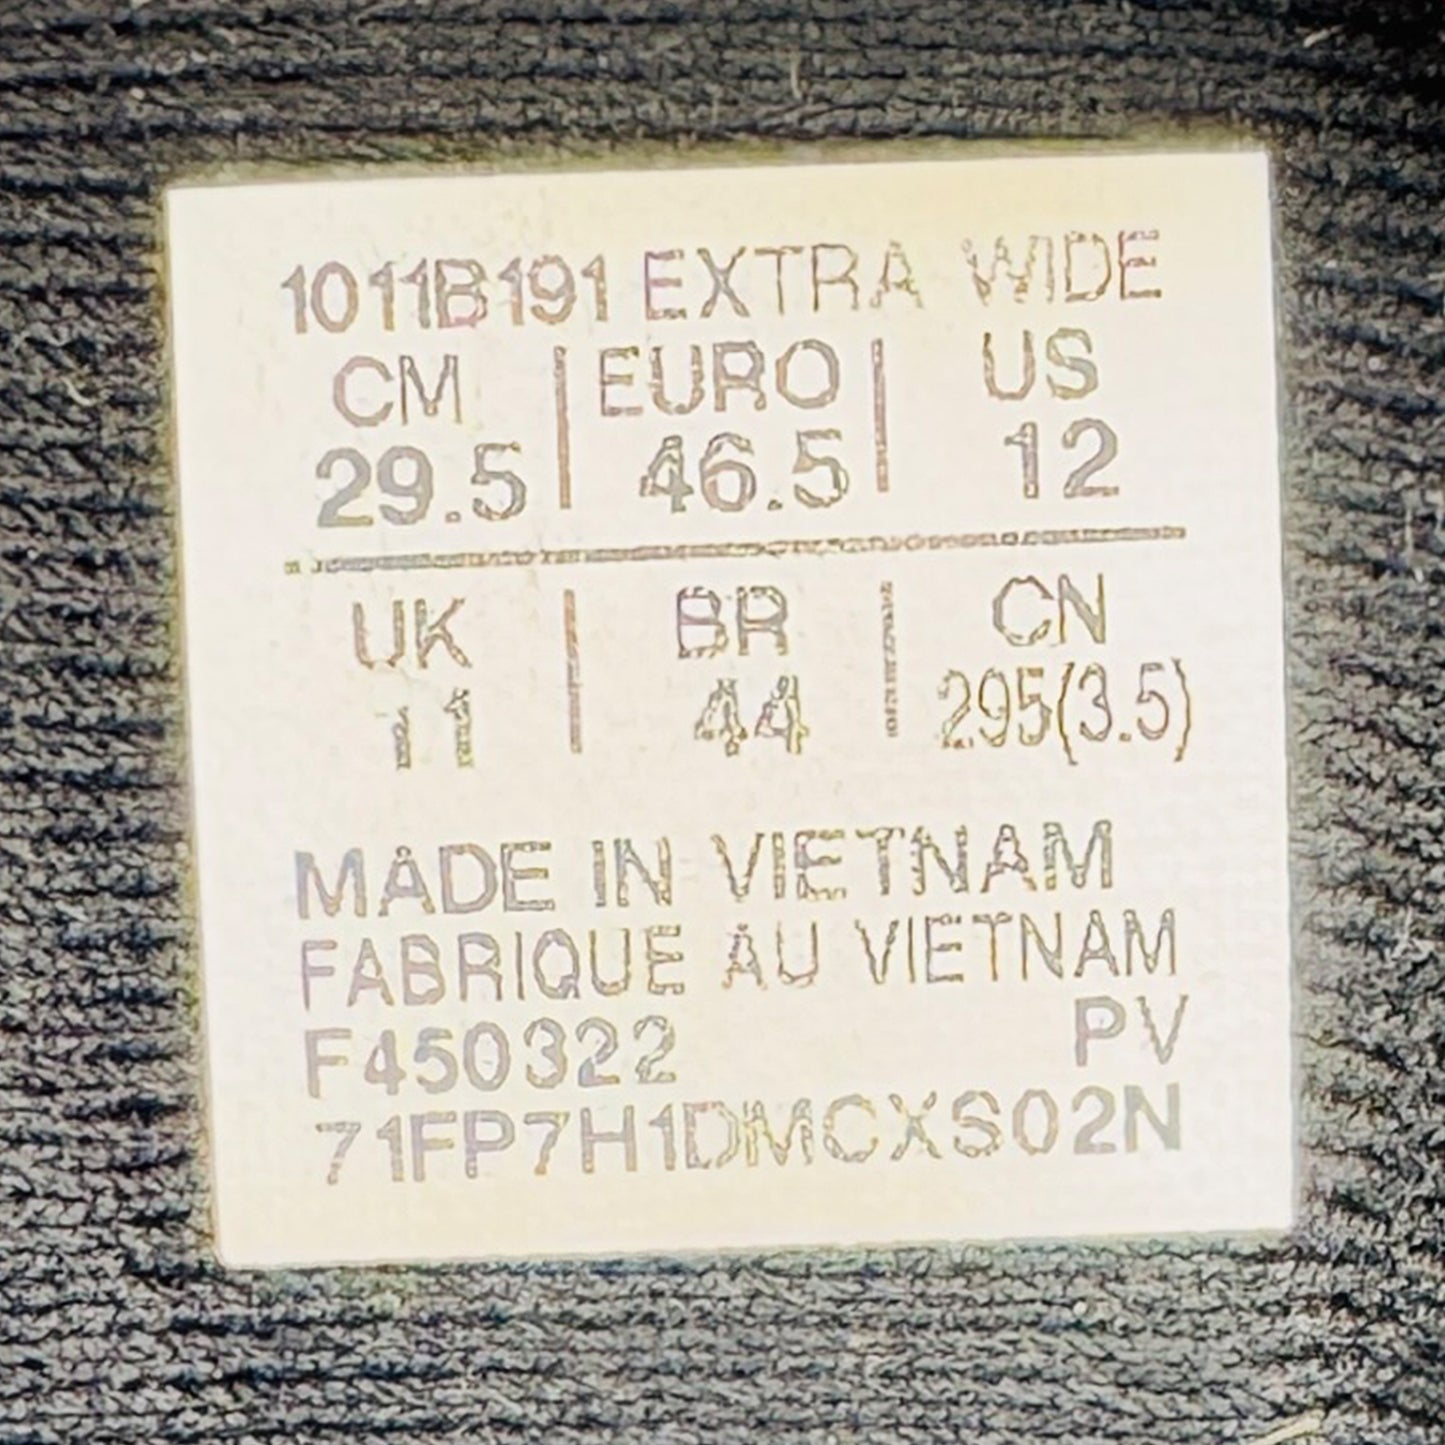 1011B191 EXTRA WIDE
CM | EURO | US
29.5 | 46.5 | 12
UK | BR | CN
11 | 44 | 295(3.5)
MADE IN VIETNAM
FABRIQUE AU VIETNAM
F450322 PV
71FP7H1DMCXS02N